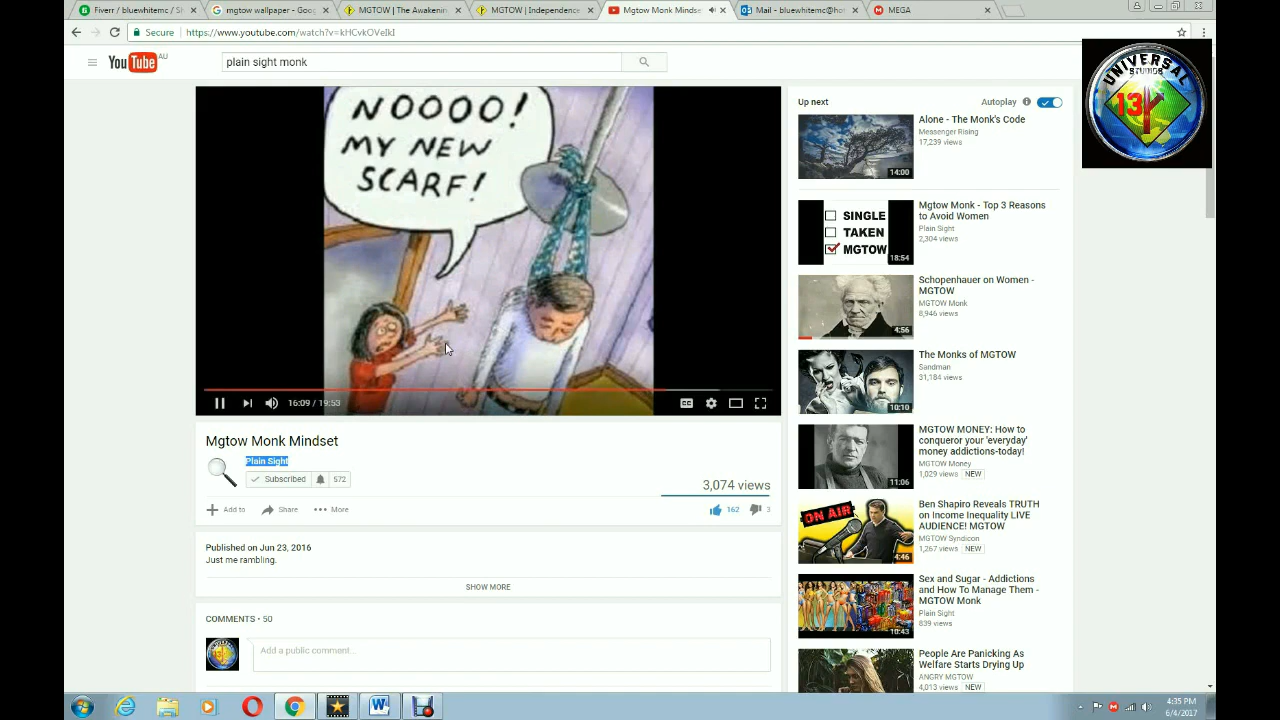 Fiverr / bluewhitemc / S
mgtow wallpaper - Goo
MGTOW | The Awakenin
MGTOW | Independence
Mgtow Monk Mindse
Mail - bluewhitemc@ho
MEGA
Secure
https://www.youtube.com/watch?v=kHCvkOVeIkI
YouTube AU
plain sight monk
UNIVERSAL
STUDIOS
13
NOOOO!
MY NEW
SCARF!
16:09 / 19:53
CC
Mgtow Monk Mindset
Plain Sight
Subscribed
572
3,074 views
Add to
Share
More
162
3
Published on Jun 23, 2016
Just me rambling.
SHOW MORE
COMMENTS • 50
Add a public comment...
Up next
Autoplay
14:00
Alone - The Monk's Code
Messenger Rising
17,239 views
SINGLE
TAKEN
MGTOW
18:54
Mgtow Monk - Top 3 Reasons
to Avoid Women
Plain Sight
2,304 views
4:56
Schopenhauer on Women -
MGTOW
MGTOW Monk
8,946 views
10:10
The Monks of MGTOW
Sandman
31,184 views
11:06
MGTOW MONEY: How to
conqueror your 'everyday'
money addictions-today!
MGTOW Money
1,029 views NEW
ON AIR
4:46
Ben Shapiro Reveals TRUTH
on Income Inequality LIVE
AUDIENCE! MGTOW
MGTOW Syndicon
1,267 views NEW
10:43
Sex and Sugar - Addictions
and How To Manage Them -
MGTOW Monk
Plain Sight
839 views
People Are Panicking As
Welfare Starts Drying Up
ANGRY MGTOW
4,013 views NEW
4:35 PM
6/4/2017